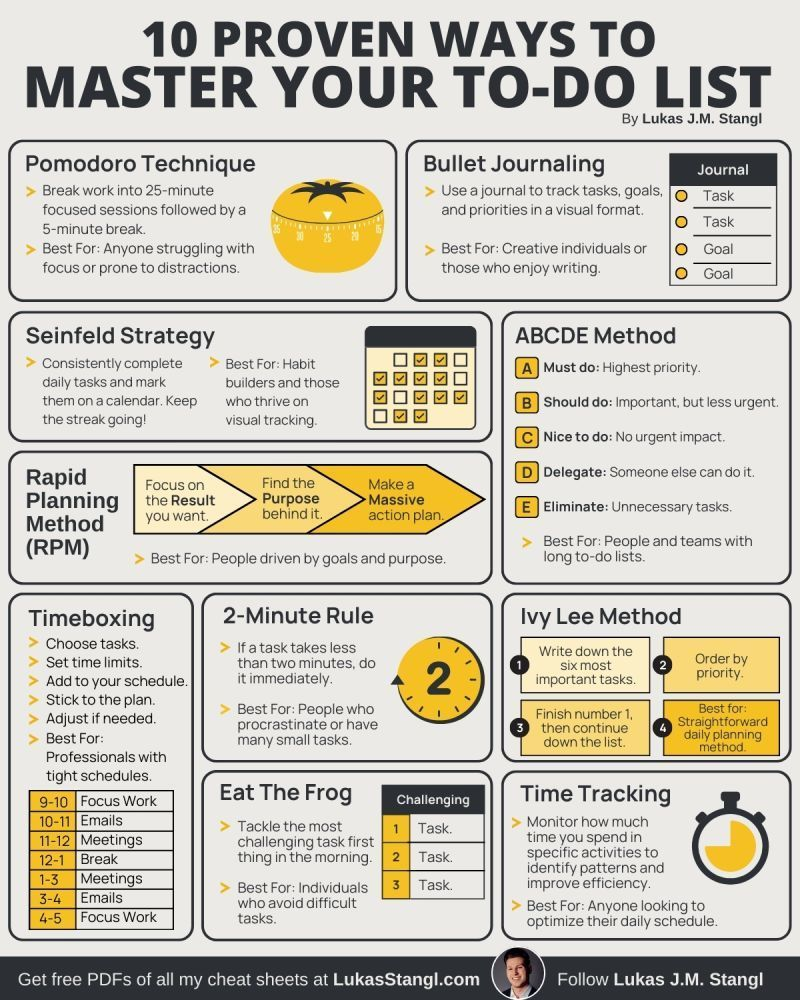 10 PROVEN WAYS TO
MASTER YOUR TO-DO LIST
By Lukas J.M. Stangl
Pomodoro Technique
> Break work into 25-minute
focused sessions followed by a
5-minute break.
> Best For: Anyone struggling with
focus or prone to distractions.
35 30 25 20 15
Bullet Journaling
> Use a journal to track tasks, goals,
and priorities in a visual format.
> Best For: Creative individuals or
those who enjoy writing.
Journal
Task
Task
Goal
Goal
Seinfeld Strategy
> Consistently complete
daily tasks and mark
them on a calendar. Keep
the streak going!
> Best For: Habit
builders and those
who thrive on
visual tracking.
ABCDE Method
A Must do: Highest priority.
B Should do: Important, but less urgent.
C Nice to do: No urgent impact.
D Delegate: Someone else can do it.
E Eliminate: Unnecessary tasks.
> Best For: People and teams with
long to-do lists.
Rapid
Planning
Method
(RPM)
Focus on
the Result
you want.
Find the
Purpose
behind it.
Make a
Massive
action plan.
> Best For: People driven by goals and purpose.
Timeboxing
> Choose tasks.
> Set time limits.
> Add to your schedule.
> Stick to the plan.
> Adjust if needed.
> Best For:
Professionals with
tight schedules.
9-10 Focus Work
10-11 Emails
11-12 Meetings
12-1 Break
1-3 Meetings
3-4 Emails
4-5 Focus Work
2-Minute Rule
> If a task takes less
than two minutes, do
it immediately.
> Best For: People who
procrastinate or have
many small tasks.
2
Ivy Lee Method
1 Write down the
six most
important tasks.
2 Order by
priority.
3 Finish number 1,
then continue
down the list.
4 Best for:
Straightforward
daily planning
method.
Eat The Frog
> Tackle the most
challenging task first
thing in the morning.
> Best For: Individuals
who avoid difficult
tasks.
Challenging
1 Task.
2 Task.
3 Task.
Time Tracking
> Monitor how much
time you spend in
specific activities to
identify patterns and
improve efficiency.
> Best For: Anyone looking to
optimize their daily schedule.
Get free PDFs of all my cheat sheets at LukasStangl.com
Follow Lukas J.M. Stangl